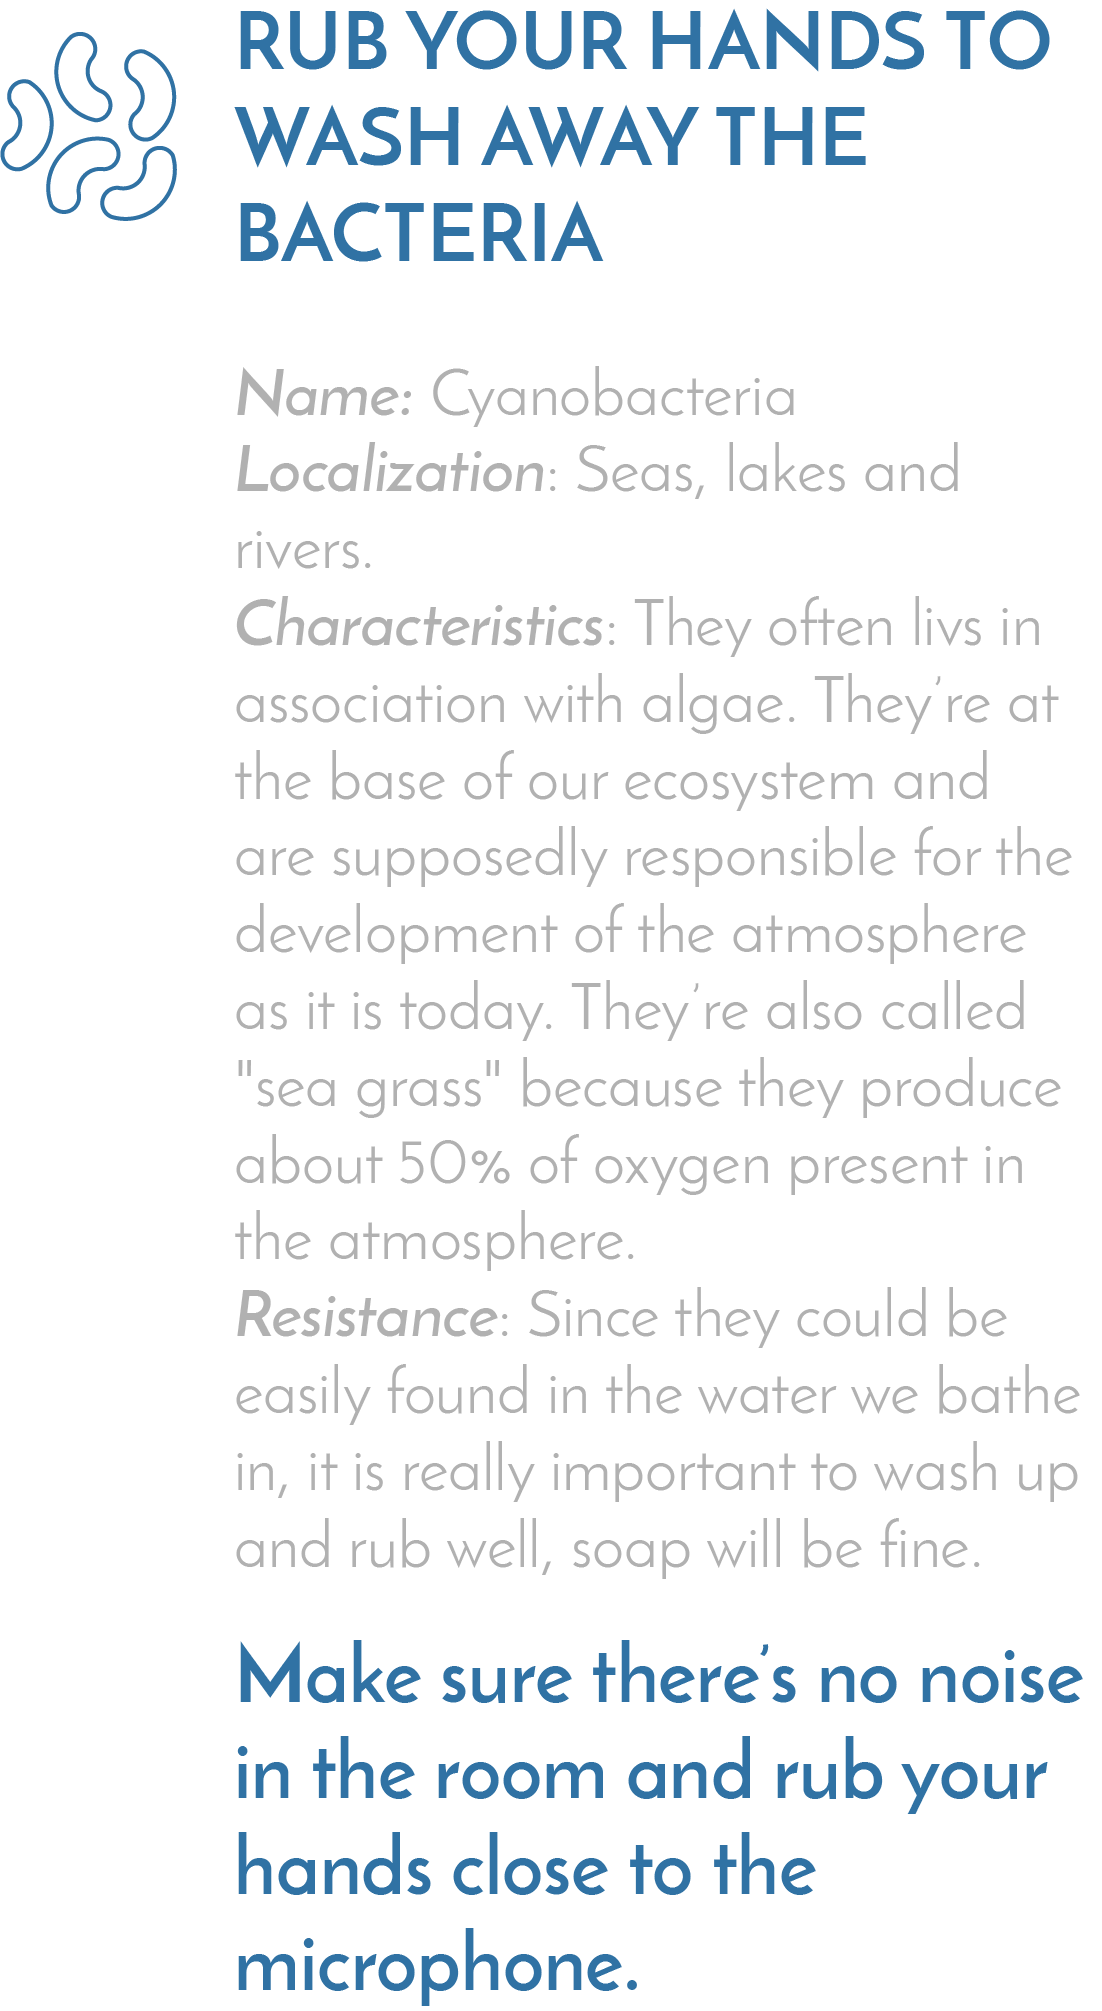 RUB YOUR HANDS TO
WASH AWAY THE
BACTERIA
Name: Cyanobacteria
Localization: Seas, lakes and
rivers.
Characteristics: They often livs in
association with algae. They’re at
the base of our ecosystem and
are supposedly responsible for the
development of the atmosphere
as it is today. They’re also called
"sea grass" because they produce
about 50% of oxygen present in
the atmosphere.
Resistance: Since they could be
easily found in the water we bathe
in, it is really important to wash up
and rub well, soap will be fine.
Make sure there’s no noise
in the room and rub your
hands close to the
microphone.